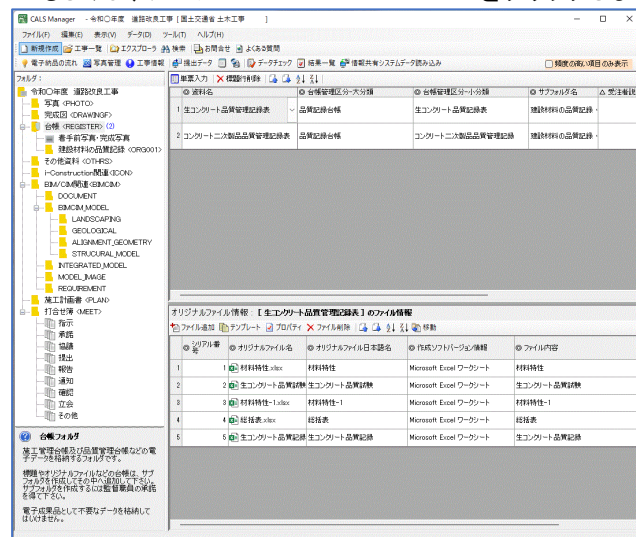 CALS Manager - 令和〇年度 道路改良工事 [ 国土交通省 土木工事 ]
ファイル(F) 編集(E) 表示(V) データ(D) ツール(T) ヘルプ(H)
新規作成 工事一覧 エクスプローラ 検索 お問合せ よくある質問
電子納品の流れ 写真管理 工事情報 提出データ データチェック 結果一覧 情報共有システムデータ読み込み 頻度の高い項目のみ表示
フォルダ:
令和〇年度 道路改良工事
写真 <PHOTO>
完成図 <DRAWINGF>
台帳 <REGISTER> (2)
着手前写真・完成写真
建設材料の品質記録 <ORG001>
その他資料 <OTHRS>
i-Construction関連 <ICON>
BIM/CIM関連 <BIMCIM>
DOCUMENT
BIMCIM_MODEL
LANDSCAPING
GEOLOGICAL
ALIGNMENT_GEOMETRY
STRUCURAL_MODEL
INTEGRATED_MODEL
MODEL_IMAGE
REQUIREMENT
施工計画書 <PLAN>
打合せ簿 <MEET>
指示
承諾
協議
提出
報告
通知
確認
立会
その他
台帳フォルダ
施工管理台帳及び品質管理台帳などの電
子データを格納するフォルダです。
標題やオリジナルファイルなどの台帳は、サブ
フォルダを作成してその中へ追加して下さい。
サブフォルダを作成するには監督職員の承諾
を得て下さい。
電子成果品として不要なデータを格納して
はいけません。
単票入力 標題行削除
◎ 資料名 ◎ 台帳管理区分-大分類 ◎ 台帳管理区分-小分類 ◎ サブフォルダ名 △ 受注者説
1 生コンクリート品質管理記録表 品質記録台帳 生コンクリート品質管理記録表 建設材料の品質記録
2 コンクリート二次製品品質管理記録表 品質記録台帳 コンクリート二次製品品質管理記録 建設材料の品質記録
オリジナルファイル情報 : 【 生コンクリート品質管理記録表 】のファイル情報
ファイル追加 テンプレート プロパティ ファイル削除 移動
◎ シリアル番号 ◎ オリジナルファイル名 ◎ オリジナルファイル日本語名 ◎ 作成ソフトバージョン情報 ◎ ファイル内容
1 1 材料特性.xlsx 材料特性 Microsoft Excel ワークシート 材料特性
2 2 生コンクリート品質試験 生コンクリート品質試験 Microsoft Excel ワークシート 生コンクリート品質試験
3 3 材料特性-1.xlsx 材料特性-1 Microsoft Excel ワークシート 材料特性-1
4 4 総括表.xlsx 総括表 Microsoft Excel ワークシート 総括表
5 5 生コンクリート品質記録 生コンクリート品質記録 Microsoft Excel ワークシート 生コンクリート品質記録